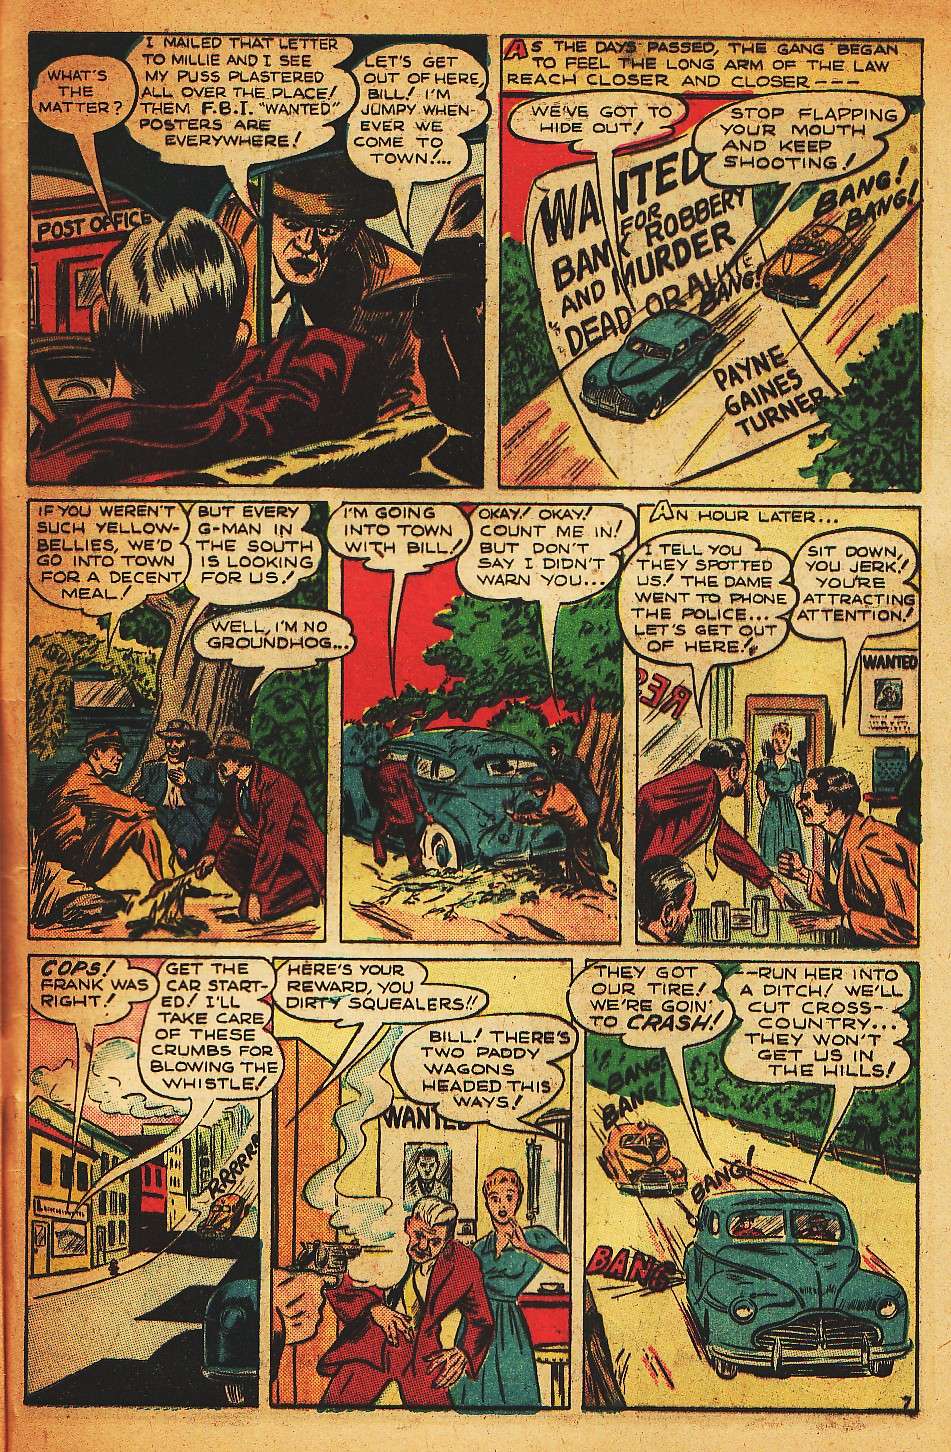 WHAT'S
THE
MATTER?
I MAILED THAT LETTER
TO MILLIE AND I SEE
MY PUSS PLASTERED
ALL OVER THE PLACE!
THEM F.B.I. "WANTED"
POSTERS ARE
EVERYWHERE!
LET'S GET
OUT OF HERE,
BILL! I'M
JUMPY WHEN-
EVER WE
COME TO
TOWN!...
POST OFFICE
AS THE DAYS PASSED, THE GANG BEGAN
TO FEEL THE LONG ARM OF THE LAW
REACH CLOSER AND CLOSER ---
WE'VE GOT TO
HIDE OUT!
STOP FLAPPING
YOUR MOUTH
AND KEEP
SHOOTING!
BANG!
BANG!
BANG!
WANTED
FOR
BANK ROBBERY
AND MURDER
DEAD OR ALIVE
PAYNE
GAINES
TURNER
IF YOU WEREN'T
SUCH YELLOW-
BELLIES, WE'D
GO INTO TOWN
FOR A DECENT
MEAL!
BUT EVERY
G-MAN IN
THE SOUTH
IS LOOKING
FOR US!
WELL, I'M NO
GROUNDHOG...
I'M GOING
INTO TOWN
WITH BILL!
OKAY! OKAY!
COUNT ME IN!
BUT DON'T
SAY I DIDN'T
WARN YOU...
AN HOUR LATER...
I TELL YOU
THEY SPOTTED
US! THE DAME
WENT TO PHONE
THE POLICE...
LET'S GET OUT
OF HERE!
SIT DOWN,
YOU JERK!
YOU'RE
ATTRACTING
ATTENTION!
WANTED
RES
COPS!
FRANK WAS
RIGHT!
GET THE
CAR START-
ED! I'LL
TAKE CARE
OF THESE
CRUMBS FOR
BLOWING THE
WHISTLE!
RRRRRR
HERE'S YOUR
REWARD, YOU
DIRTY SQUEALERS!!
BILL! THERE'S
TWO PADDY
WAGONS
HEADED THIS
WAYS!
WANTED
THEY GOT
OUR TIRE!
WE'RE GOIN'
TO CRASH!
--RUN HER INTO
A DITCH! WE'LL
CUT CROSS-
COUNTRY...
THEY WON'T
GET US IN
THE HILLS!
BANG!
BANG!
BANG!
BANG
7